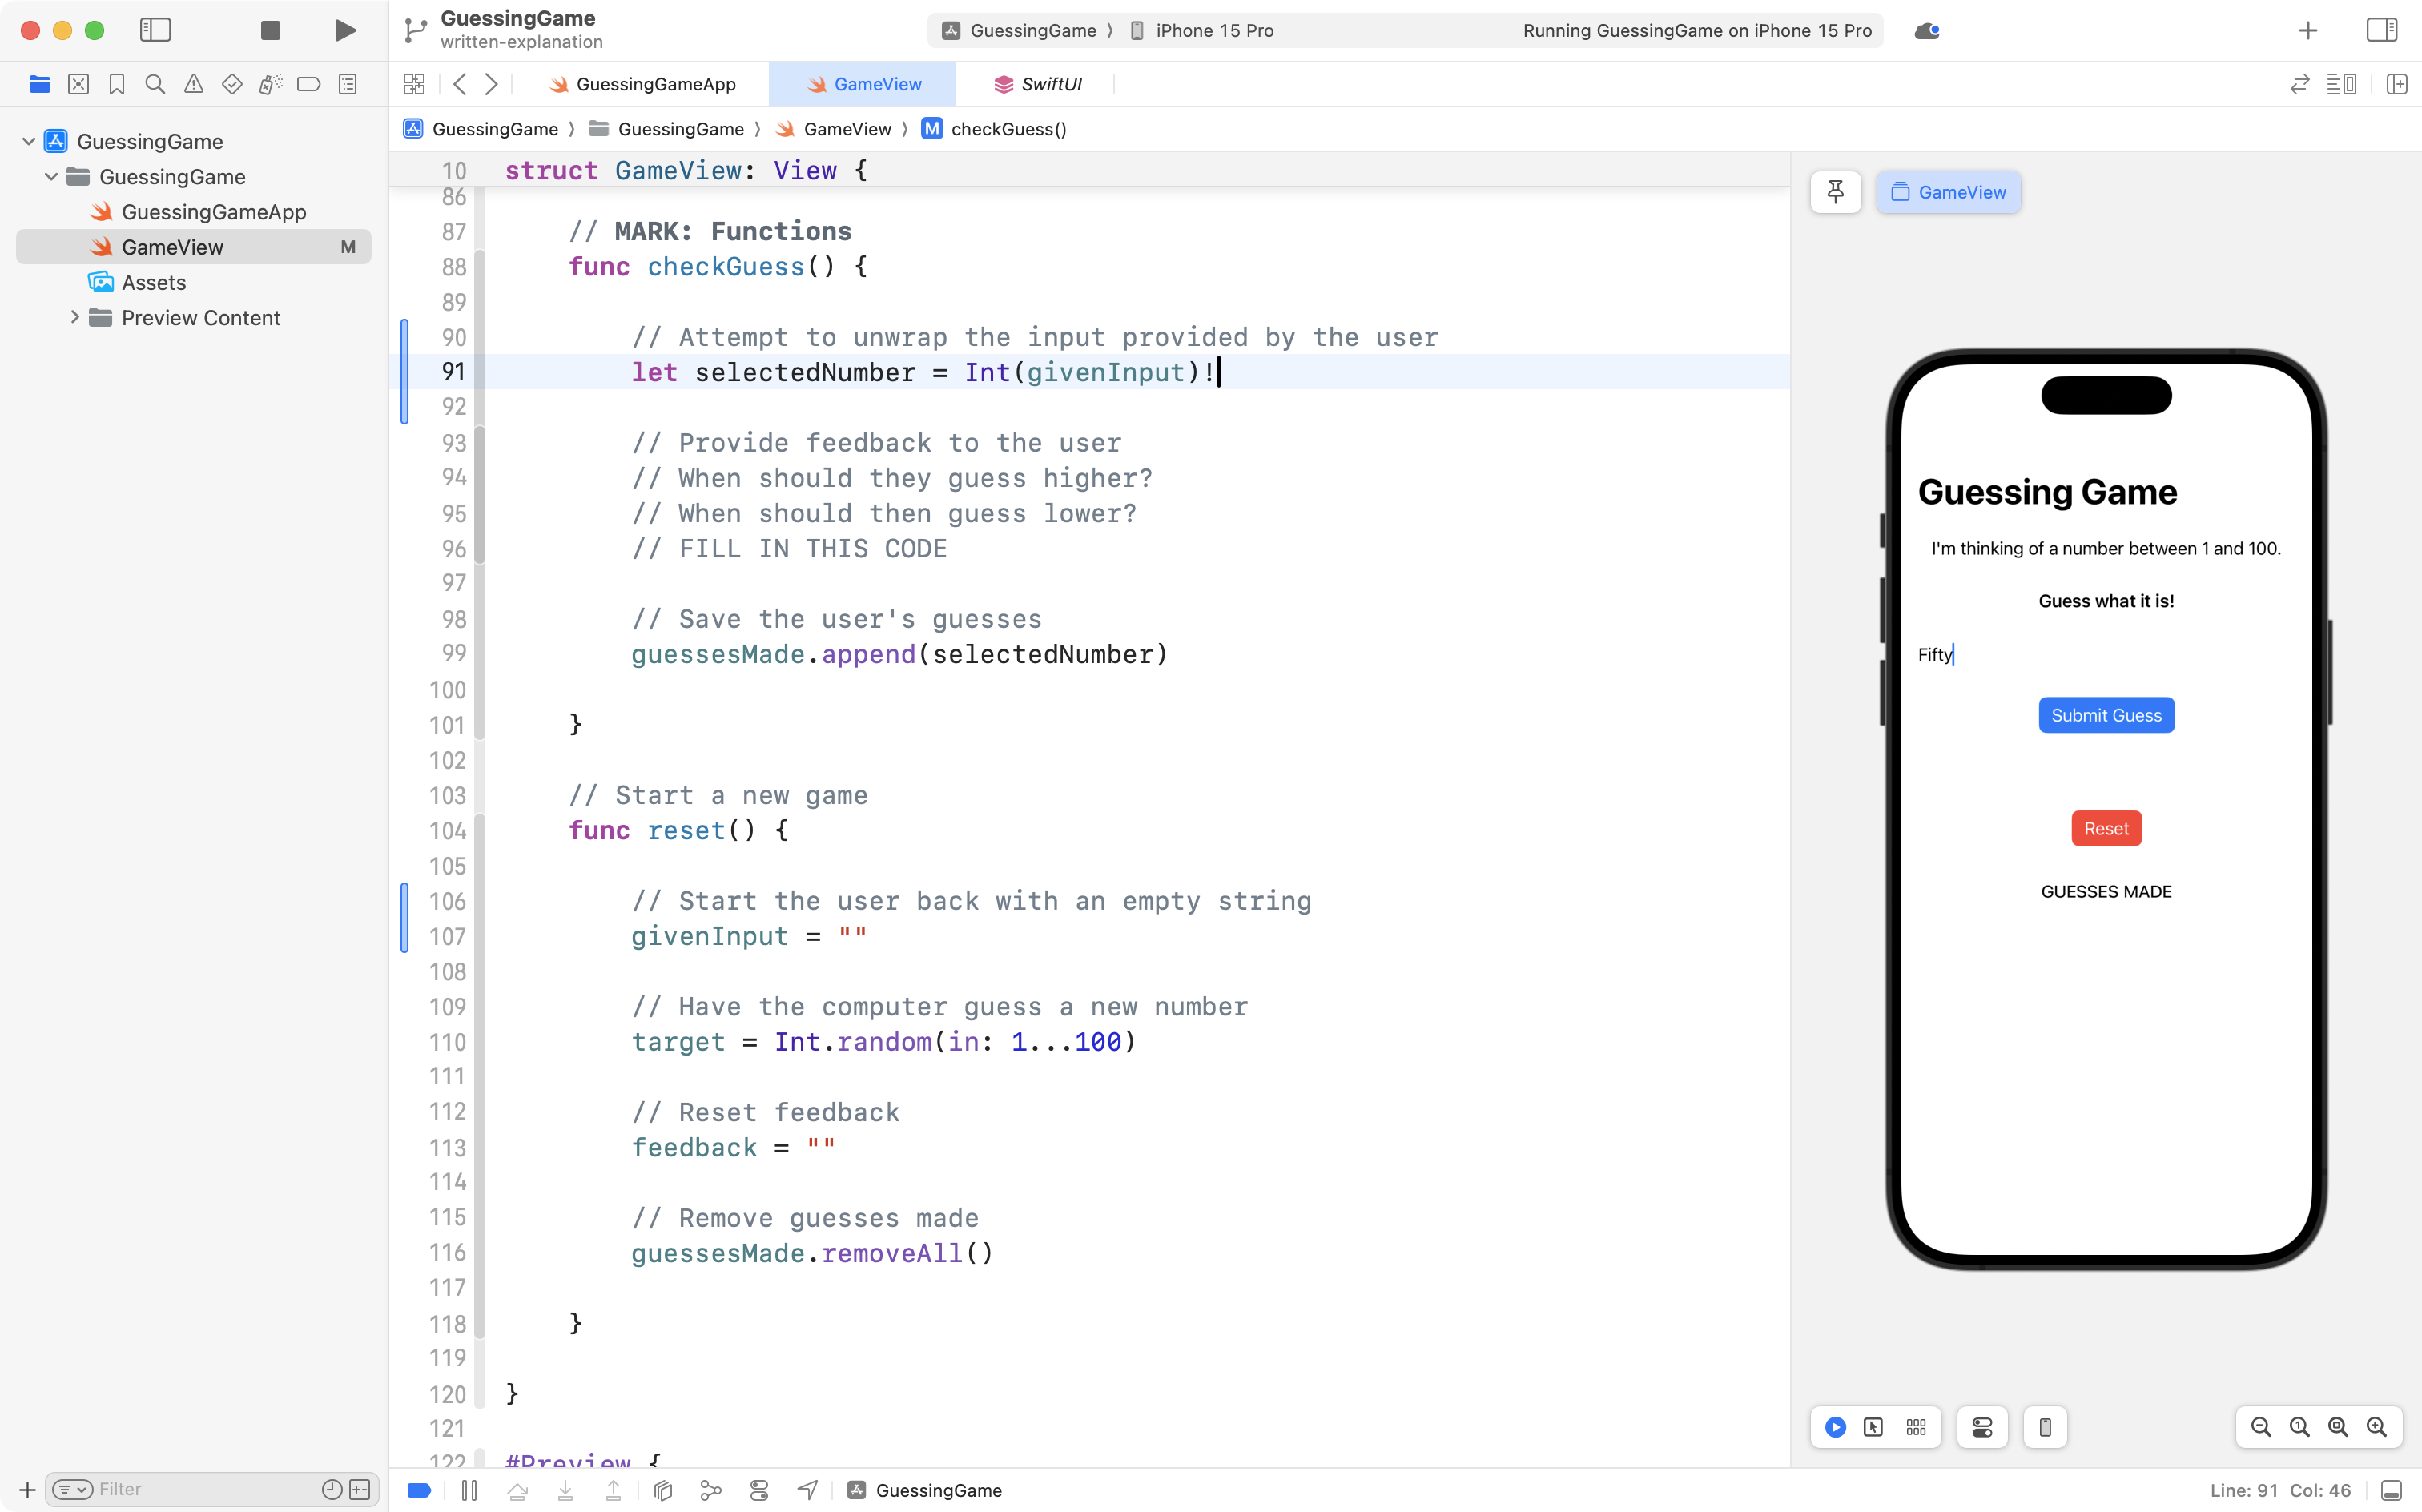 GuessingGame
written-explanation
GuessingGame 〉 iPhone 15 Pro
Running GuessingGame on iPhone 15 Pro
GuessingGameApp
GameView
SwiftUI
GuessingGame 〉 GuessingGame 〉 GameView 〉 M checkGuess()
GuessingGame
GuessingGame
GuessingGameApp
GameView M
Assets
Preview Content
10 struct GameView: View {
86
87 // MARK: Functions
88 func checkGuess() {
89
90 // Attempt to unwrap the input provided by the user
91 let selectedNumber = Int(givenInput)!
92
93 // Provide feedback to the user
94 // When should they guess higher?
95 // When should then guess lower?
96 // FILL IN THIS CODE
97
98 // Save the user's guesses
99 guessesMade.append(selectedNumber)
100
101 }
102
103 // Start a new game
104 func reset() {
105
106 // Start the user back with an empty string
107 givenInput = ""
108
109 // Have the computer guess a new number
110 target = Int.random(in: 1...100)
111
112 // Reset feedback
113 feedback = ""
114
115 // Remove guesses made
116 guessesMade.removeAll()
117
118 }
119
120 }
121
122 #Preview {
GameView
Guessing Game
I'm thinking of a number between 1 and 100.
Guess what it is!
Fifty
Submit Guess
Reset
GUESSES MADE
Filter
GuessingGame
Line: 91 Col: 46